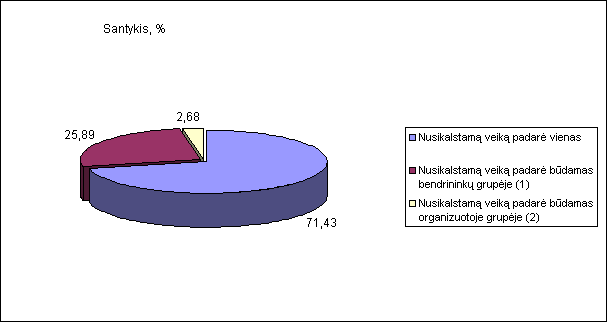 Santykis, %
2,68
25,89
71,43
Nusikalstamą veiką padarė vienas
Nusikalstamą veiką padarė būdamas
bendrininkų grupėje (1)
Nusikalstamą veiką padarė būdamas
organizuotoje grupėje (2)